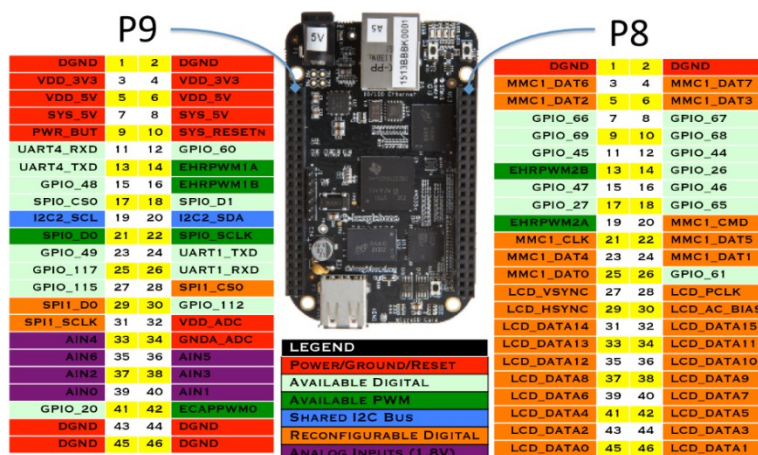 P9
P8
DGND 1 2 DGND
VDD_3V3 3 4 VDD_3V3
VDD_5V 5 6 VDD_5V
SYS_5V 7 8 SYS_5V
PWR_BUT 9 10 SYS_RESETN
UART4_RXD 11 12 GPIO_60
UART4_TXD 13 14 EHRPWM1A
GPIO_48 15 16 EHRPWM1B
SPI0_CS0 17 18 SPI0_D1
I2C2_SCL 19 20 I2C2_SDA
SPI0_D0 21 22 SPI0_SCLK
GPIO_49 23 24 UART1_TXD
GPIO_117 25 26 UART1_RXD
GPIO_115 27 28 SPI1_CS0
SPI1_D0 29 30 GPIO_112
SPI1_SCLK 31 32 VDD_ADC
AIN4 33 34 GNDA_ADC
AIN6 35 36 AIN5
AIN2 37 38 AIN3
AIN0 39 40 AIN1
GPIO_20 41 42 ECAPPWM0
DGND 43 44 DGND
DGND 45 46 DGND
5V
A5
1513BBBK0001
LEGEND
POWER/GROUND/RESET
AVAILABLE DIGITAL
AVAILABLE PWM
SHARED I2C BUS
RECONFIGURABLE DIGITAL
ANALOG INPUTS (1.8V)
DGND 1 2 DGND
MMC1_DAT6 3 4 MMC1_DAT7
MMC1_DAT2 5 6 MMC1_DAT3
GPIO_66 7 8 GPIO_67
GPIO_69 9 10 GPIO_68
GPIO_45 11 12 GPIO_44
EHRPWM2B 13 14 GPIO_26
GPIO_47 15 16 GPIO_46
GPIO_27 17 18 GPIO_65
EHRPWM2A 19 20 MMC1_CMD
MMC1_CLK 21 22 MMC1_DAT5
MMC1_DAT4 23 24 MMC1_DAT1
MMC1_DAT0 25 26 GPIO_61
LCD_VSYNC 27 28 LCD_PCLK
LCD_HSYNC 29 30 LCD_AC_BIAS
LCD_DATA14 31 32 LCD_DATA15
LCD_DATA13 33 34 LCD_DATA11
LCD_DATA12 35 36 LCD_DATA10
LCD_DATA8 37 38 LCD_DATA9
LCD_DATA6 39 40 LCD_DATA7
LCD_DATA4 41 42 LCD_DATA5
LCD_DATA2 43 44 LCD_DATA3
LCD_DATA0 45 46 LCD_DATA1